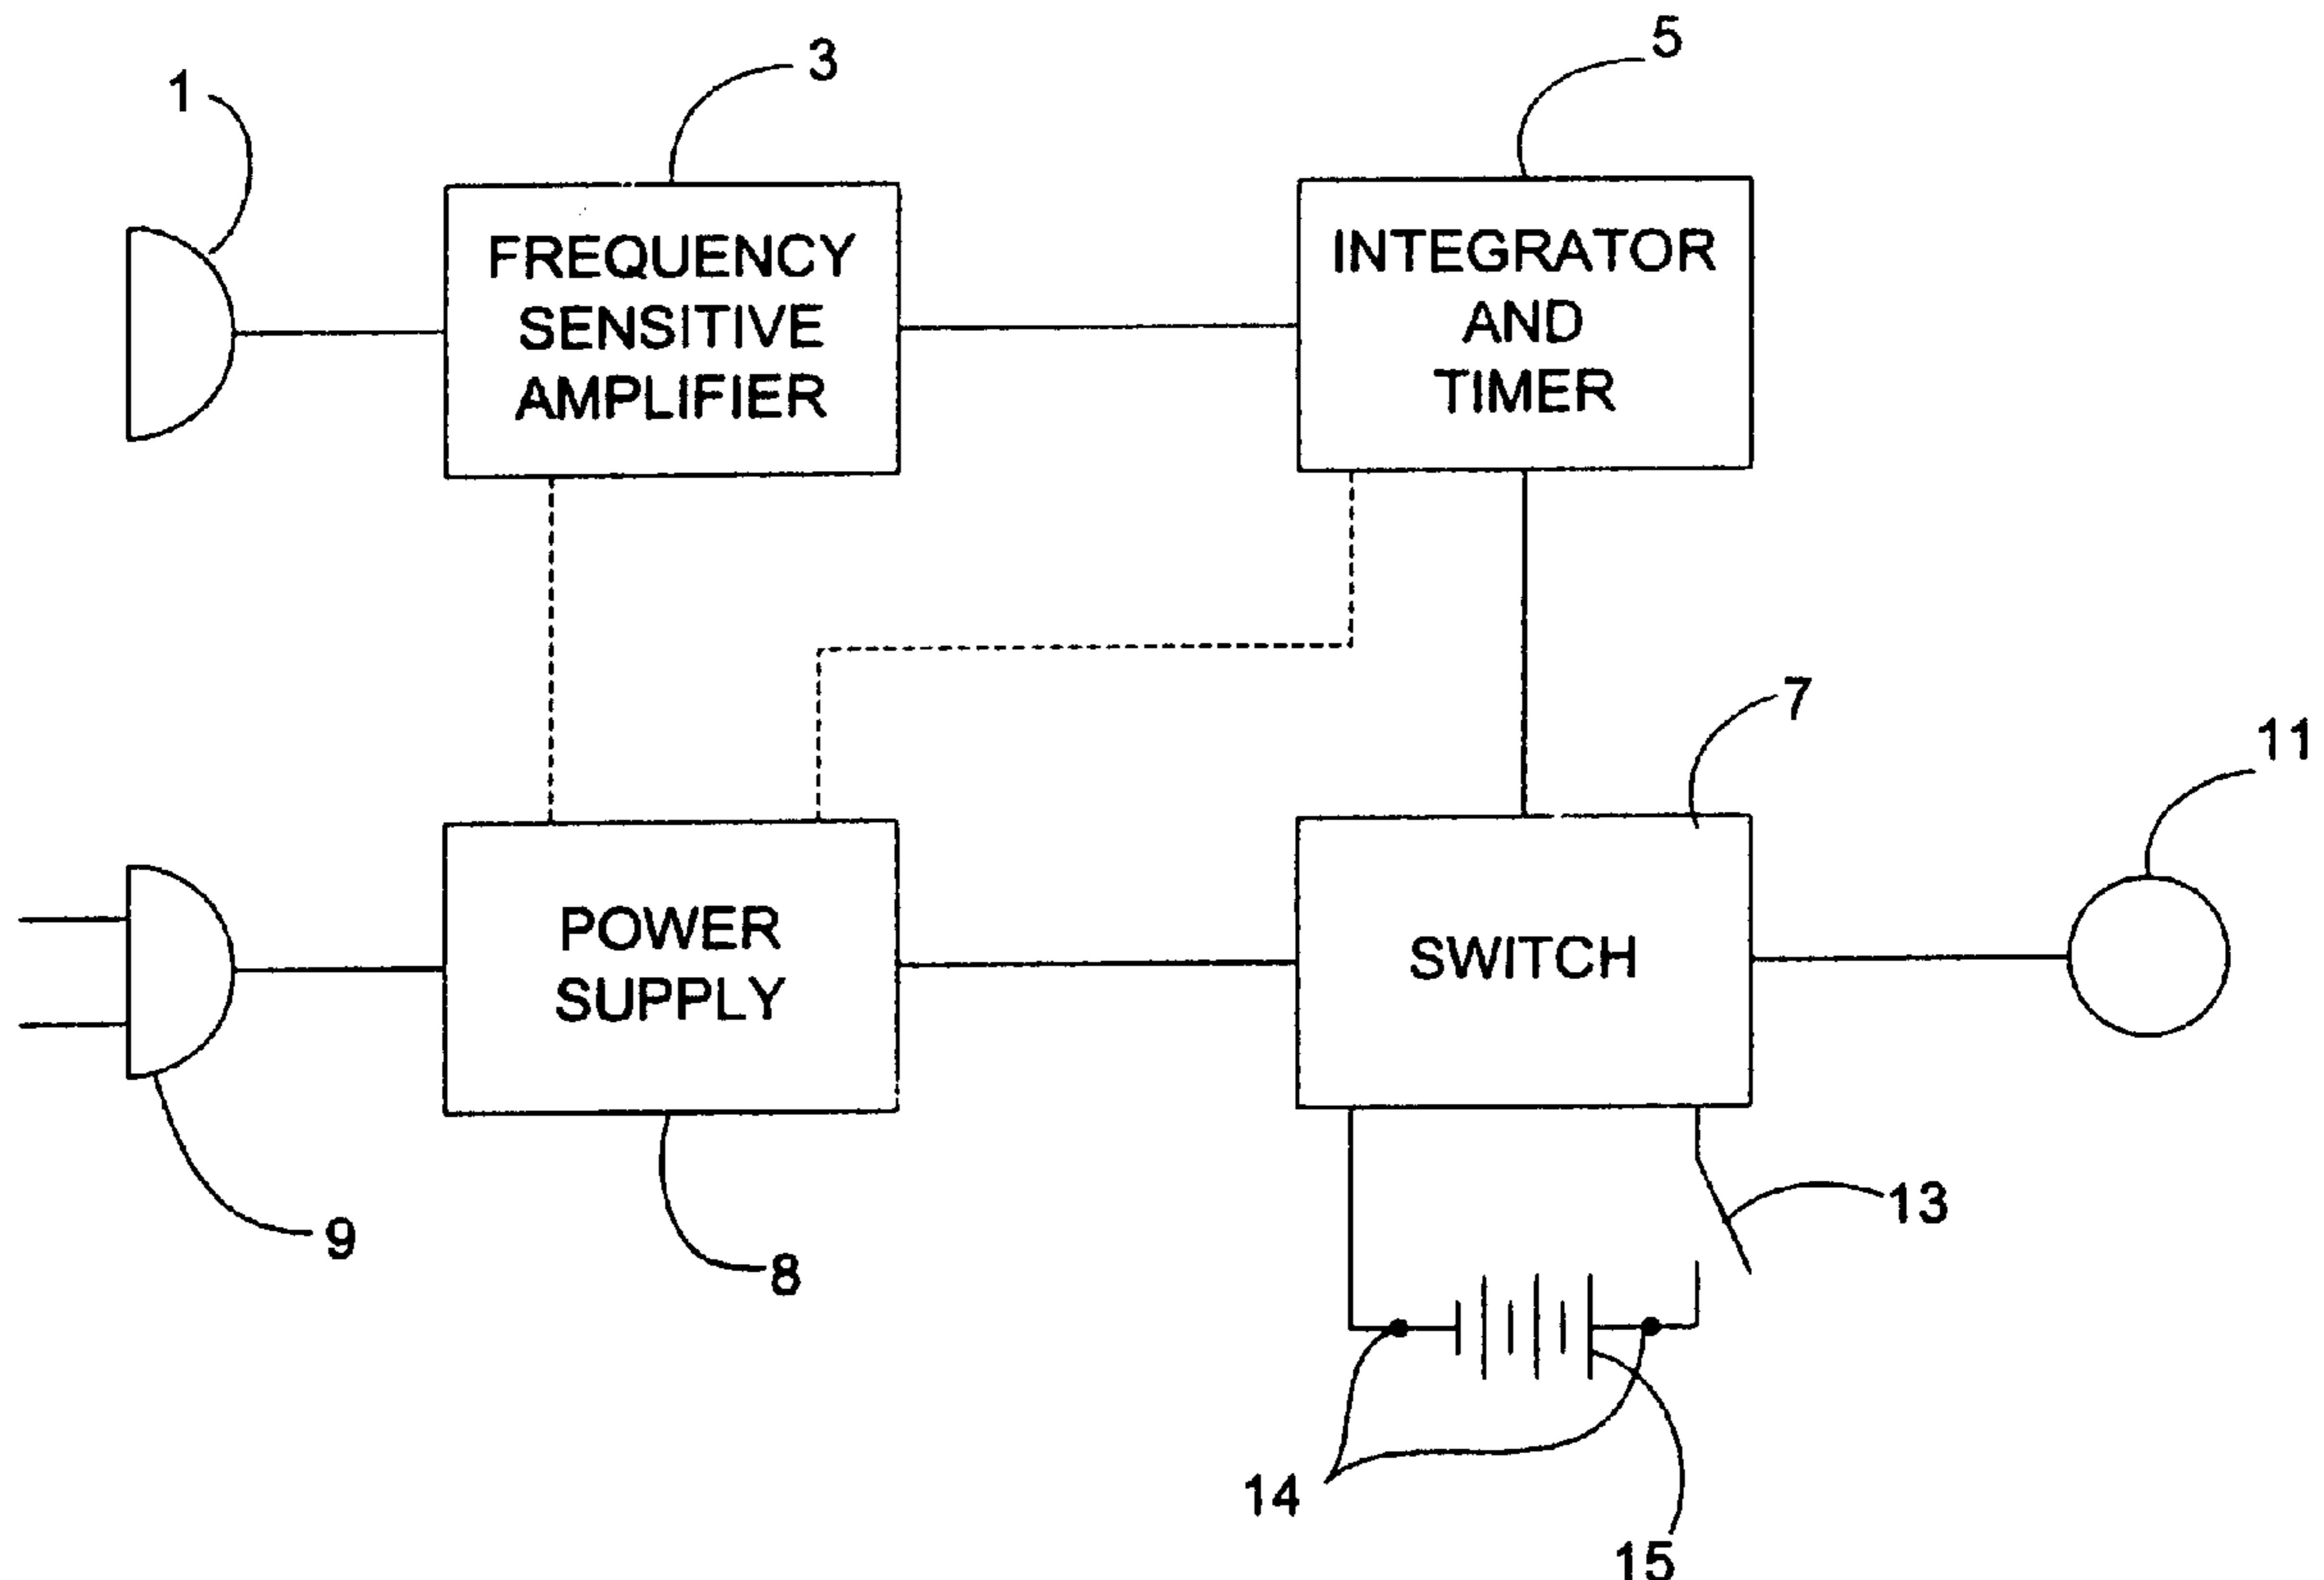 1
3
5
FREQUENCY
SENSITIVE
AMPLIFIER
INTEGRATOR
AND
TIMER
7
11
POWER
SUPPLY
SWITCH
9
8
13
14
15